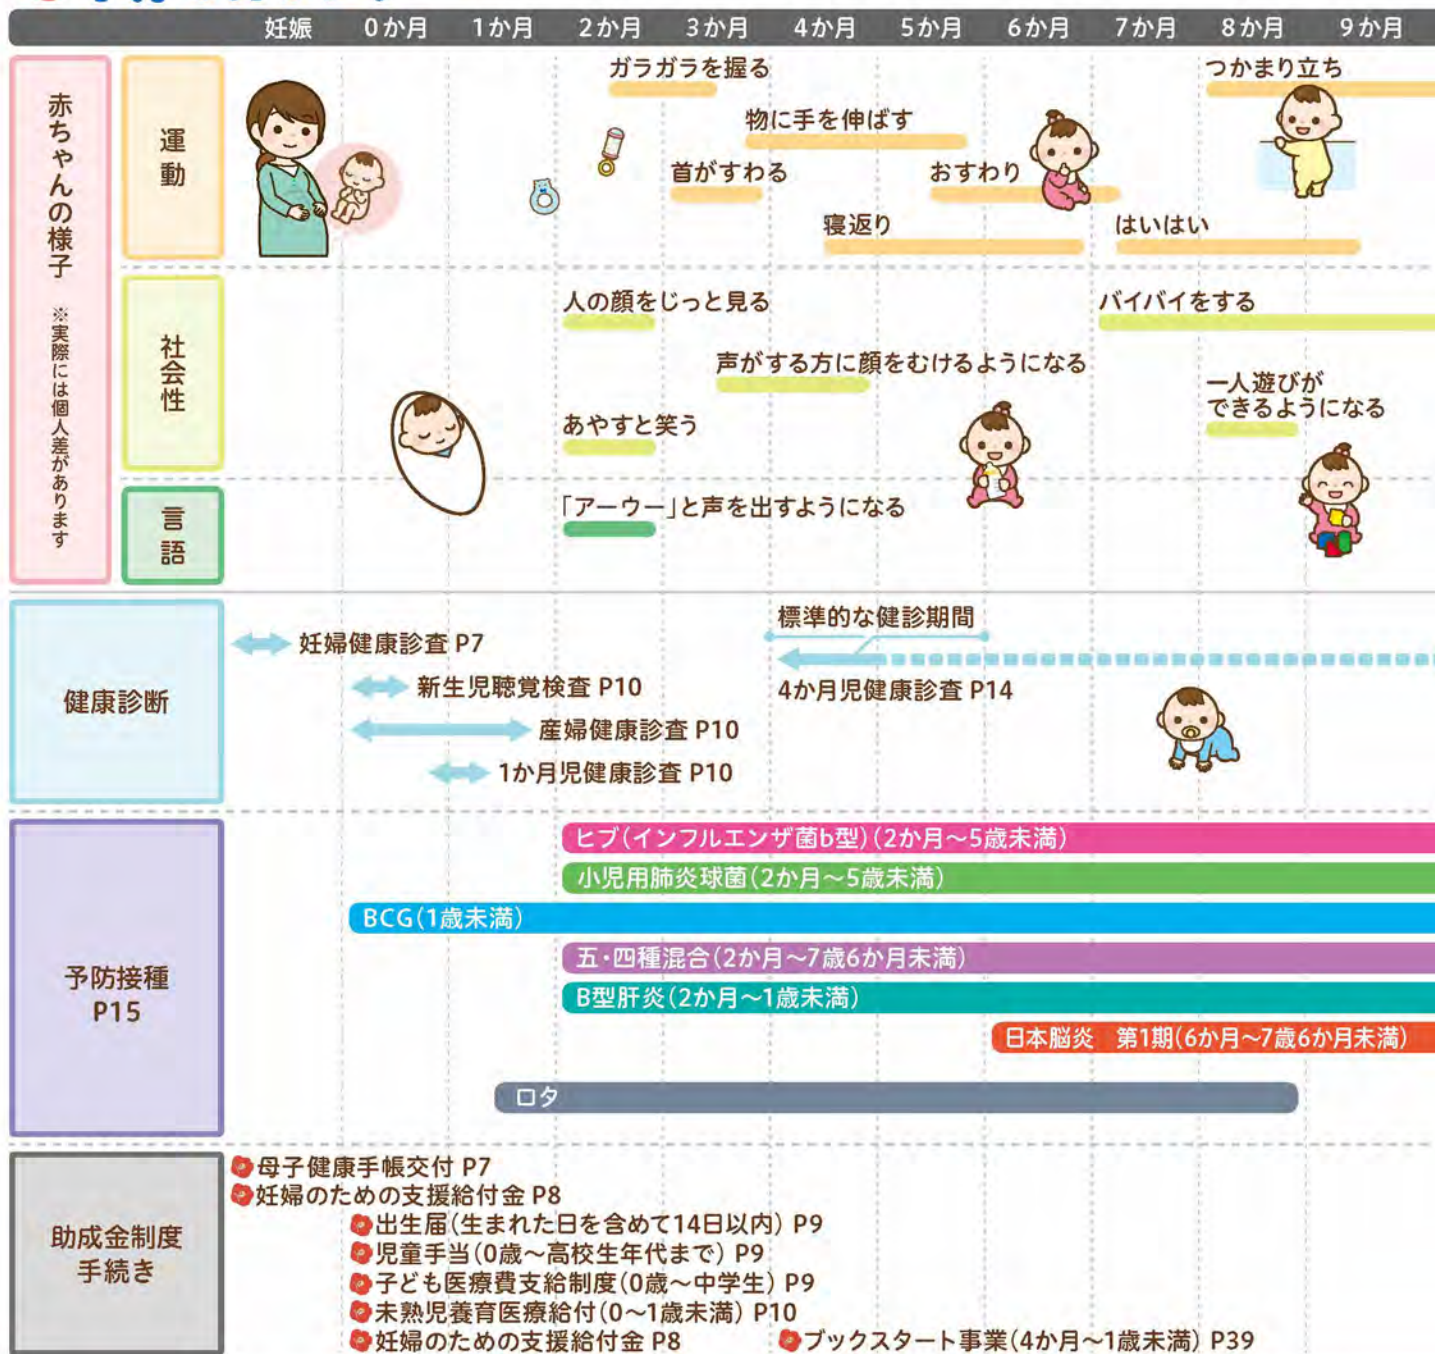 妊娠 0か月 1か月 2か月 3か月 4か月 5か月 6か月 7か月 8か月 9か月
赤ちゃんの様子 ※実際には個人差があります
運動
ガラガラを握る
つかまり立ち
物に手を伸ばす
首がすわる
おすわり
寝返り
はいはい
社会性
人の顔をじっと見る
バイバイをする
声がする方に顔をむけるようになる
一人遊びが
できるようになる
あやすと笑う
言語
「アーウー」と声を出すようになる
健康診断
標準的な健診期間
妊婦健康診査 P7
新生児聴覚検査 P10
4か月児健康診査 P14
産婦健康診査 P10
1か月児健康診査 P10
予防接種
P15
ヒブ(インフルエンザ菌b型)(2か月～5歳未満)
小児用肺炎球菌(2か月～5歳未満)
BCG(1歳未満)
五・四種混合(2か月～7歳6か月未満)
B型肝炎(2か月～1歳未満)
日本脳炎 第1期(6か月～7歳6か月未満)
ロタ
助成金制度
手続き
母子健康手帳交付 P7
妊婦のための支援給付金 P8
出生届(生まれた日を含めて14日以内) P9
児童手当(0歳～高校生年代まで) P9
子ども医療費支給制度(0歳～中学生) P9
未熟児養育医療給付(0～1歳未満) P10
妊婦のための支援給付金 P8
ブックスタート事業(4か月～1歳未満) P39